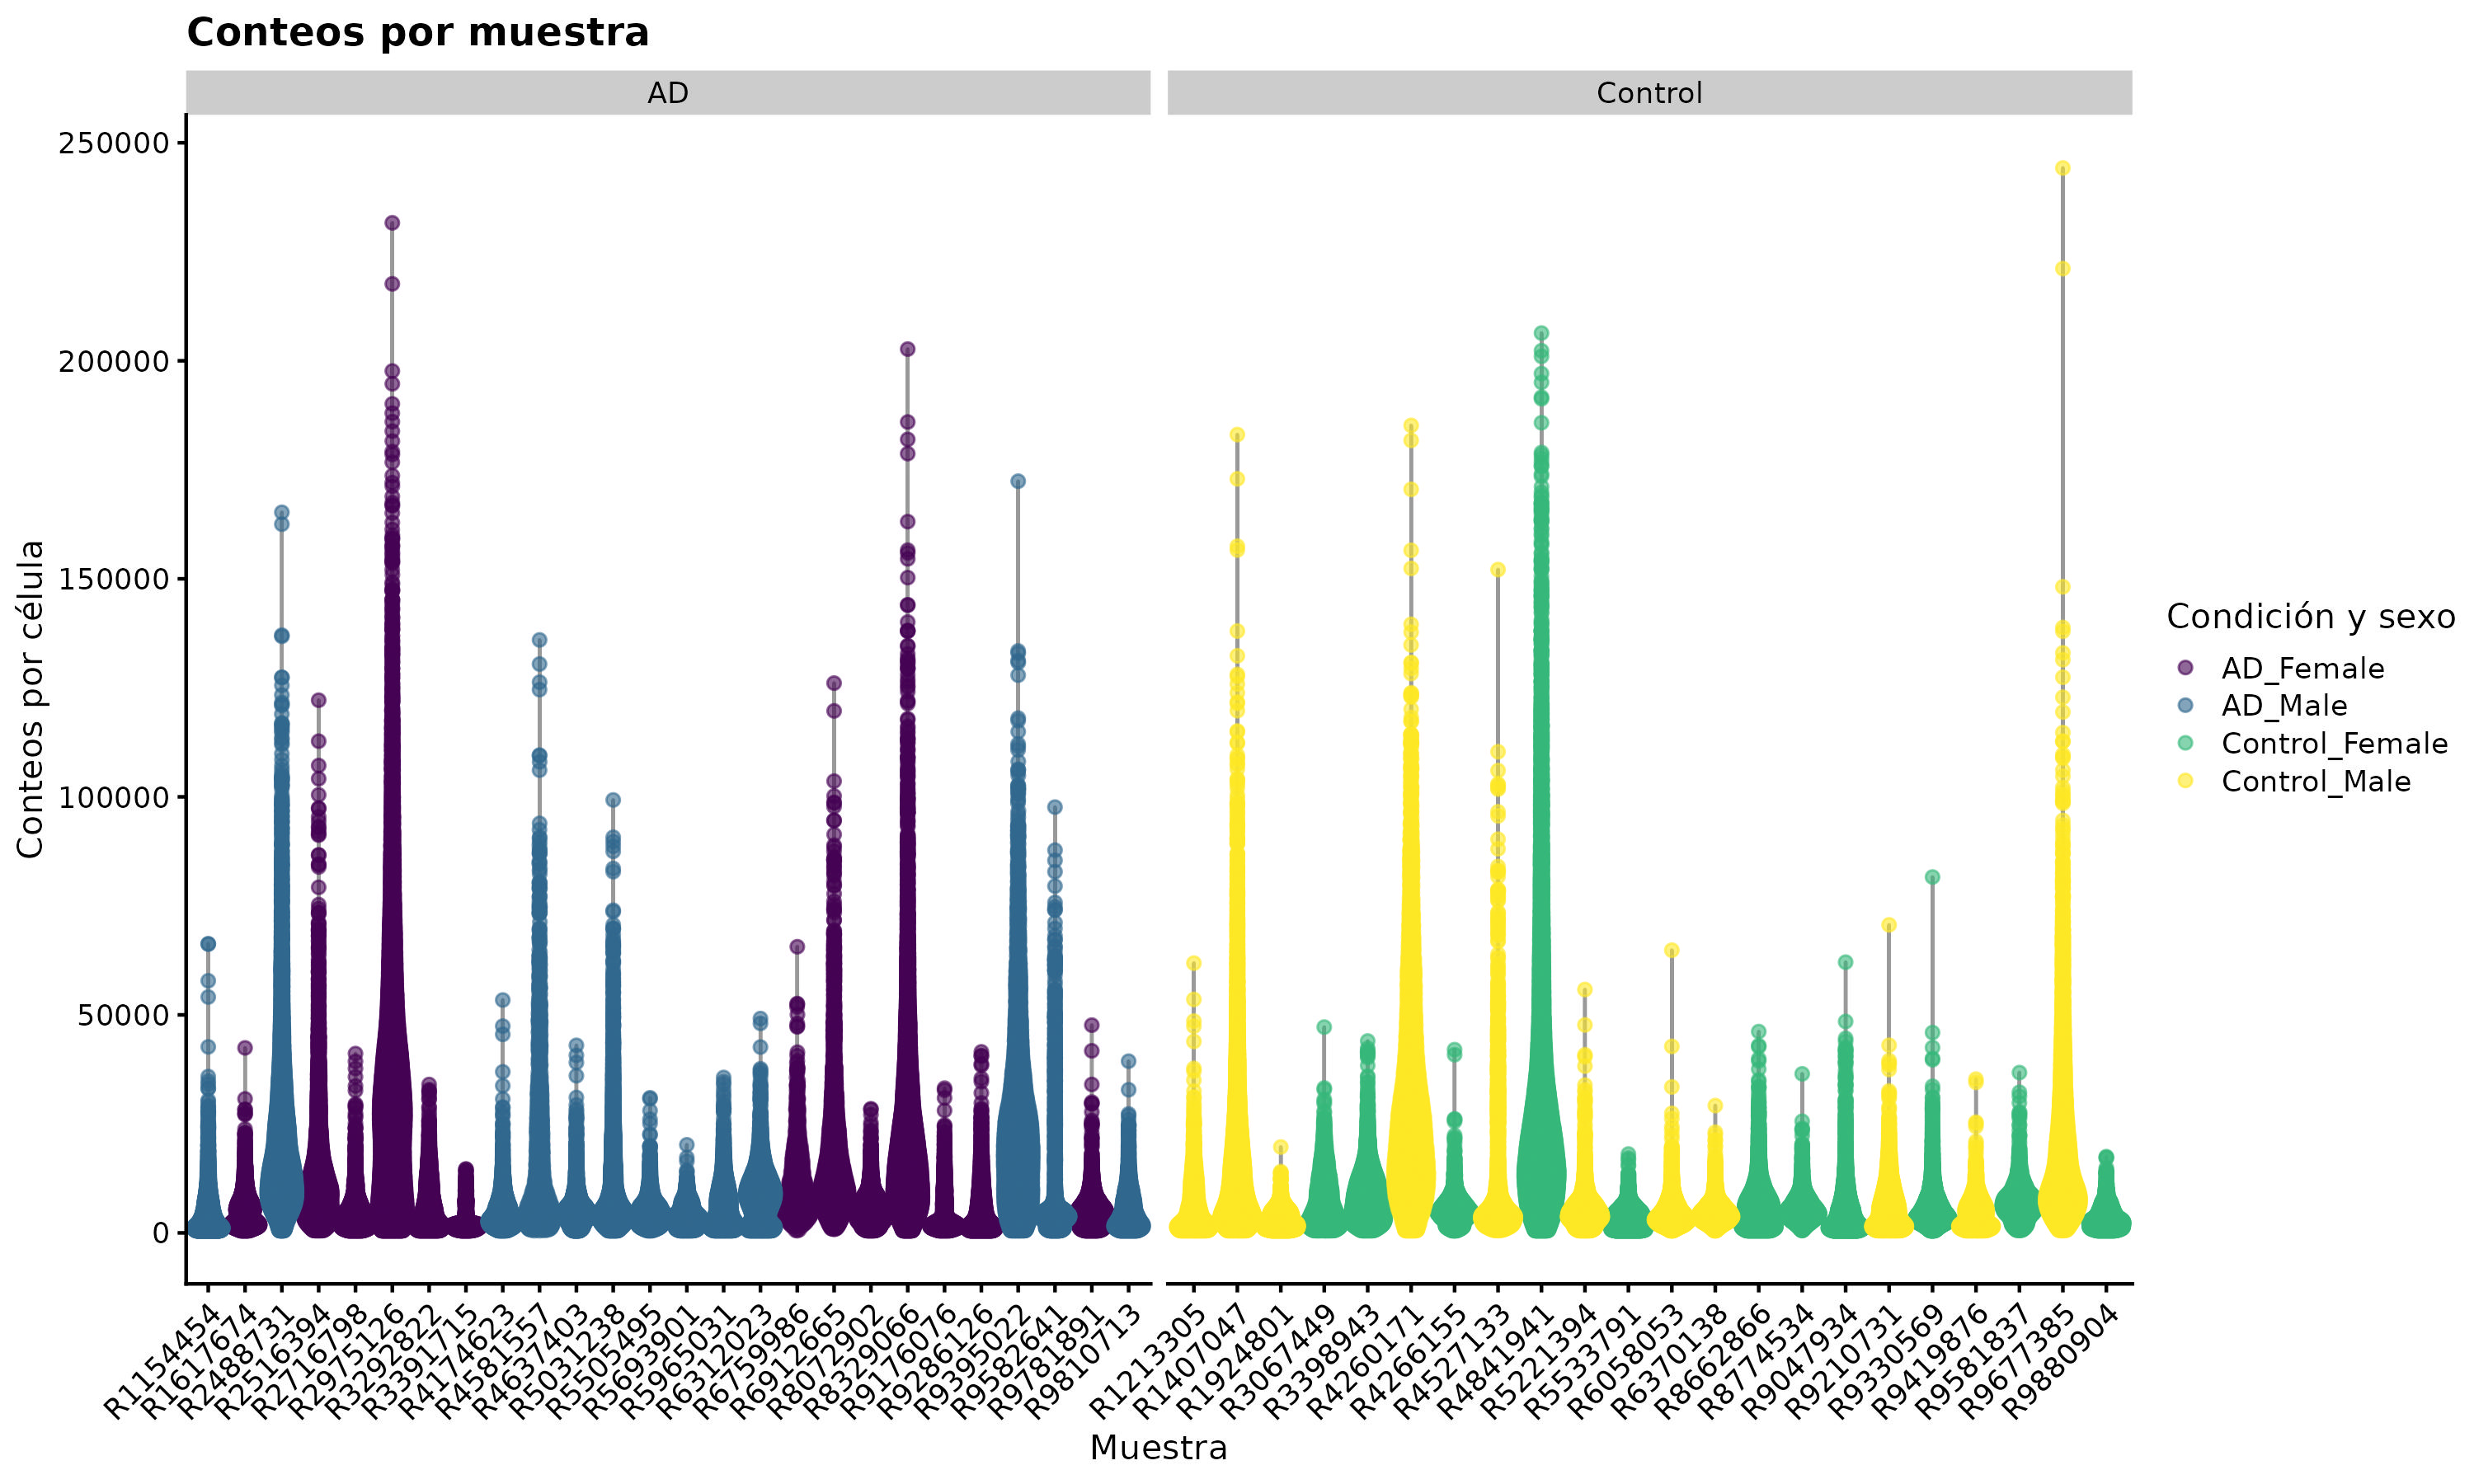 Conteos por muestra
AD
Control
250000
200000
150000
100000
50000
0
Conteos por célula
R1154454
R1617674
R2488731
R2516394
R2716798
R2975126
R3292822
R3391715
R4174623
R4581557
R4637403
R5031238
R5505495
R5693901
R5965031
R6312023
R6759986
R6912665
R8072902
R8329066
R9176076
R9286126
R9395022
R9582641
R9781891
R9810713
R1213305
R1407047
R1924801
R3067449
R3398943
R4260171
R4266155
R4527133
R4841941
R5221394
R5533791
R6058053
R6370138
R8662866
R8774534
R9047934
R9210731
R9330569
R9419876
R9581837
R9677385
R9880904
Muestra
Condición y sexo
AD_Female
AD_Male
Control_Female
Control_Male